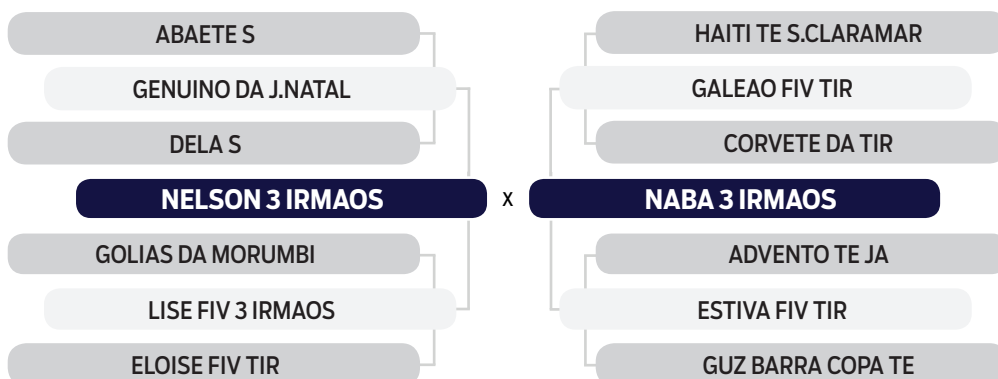 ABAETE S
HAITI TE S.CLARAMAR
GENUINO DA J.NATAL
GALEAO FIV TIR
DELA S
CORVETE DA TIR
NELSON 3 IRMAOS x NABA 3 IRMAOS
GOLIAS DA MORUMBI
ADVENTO TE JA
LISE FIV 3 IRMAOS
ESTIVA FIV TIR
ELOISE FIV TIR
GUZ BARRA COPA TE